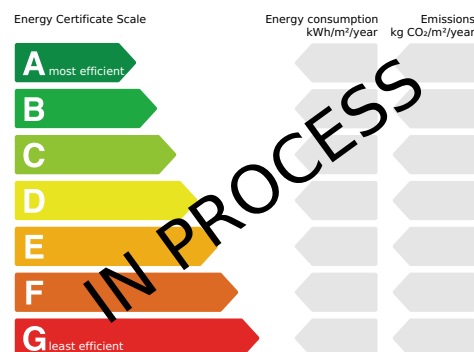 Energy Certificate Scale
Energy consumption
kWh/m²/year
Emissions
kg CO₂/m²/year
A most efficient
B
C
D
E
F
G least efficient
IN PROCESS